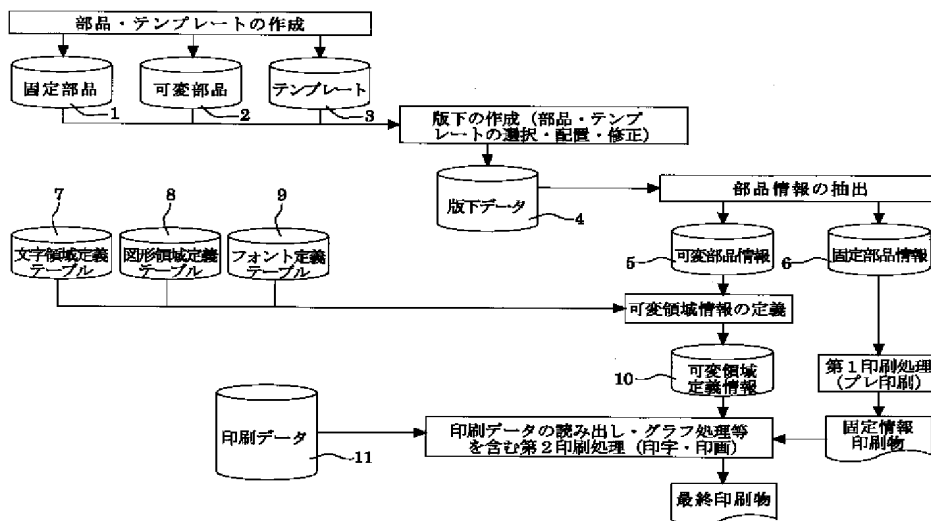 部品・テンプレートの作成
固定部品
可変部品
テンプレート
1
2
3
版下の作成(部品・テンプ
レートの選択・配置・修正)
版下データ
4
部品情報の抽出
7
8
9
文字領域定義
テーブル
図形領域定義
テーブル
フォント定義
テーブル
5
可変部品情報
6
固定部品情報
可変領域情報の定義
10
可変領域
定義情報
第1印刷処理
(プレ印刷)
印刷データ
11
印刷データの読み出し・グラフ処理等
を含む第2印刷処理(印字・印画)
固定情報
印刷物
最終印刷物